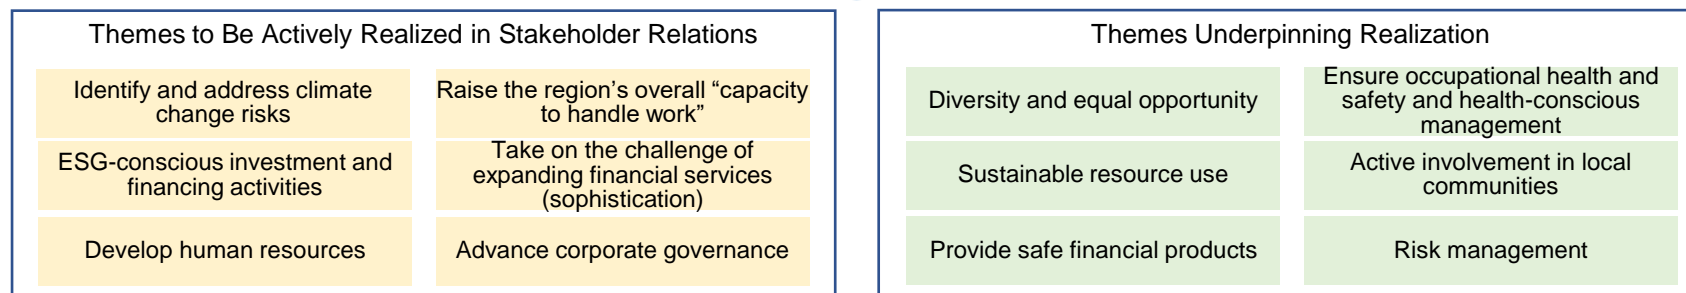 Themes to Be Actively Realized in Stakeholder Relations
Identify and address climate
change risks
Raise the region's overall “capacity
to handle work”
ESG-conscious investment and
financing activities
Take on the challenge of
expanding financial services
(sophistication)
Develop human resources
Advance corporate governance
Themes Underpinning Realization
Diversity and equal opportunity
Ensure occupational health and
safety and health-conscious
management
Sustainable resource use
Active involvement in local
communities
Provide safe financial products
Risk management